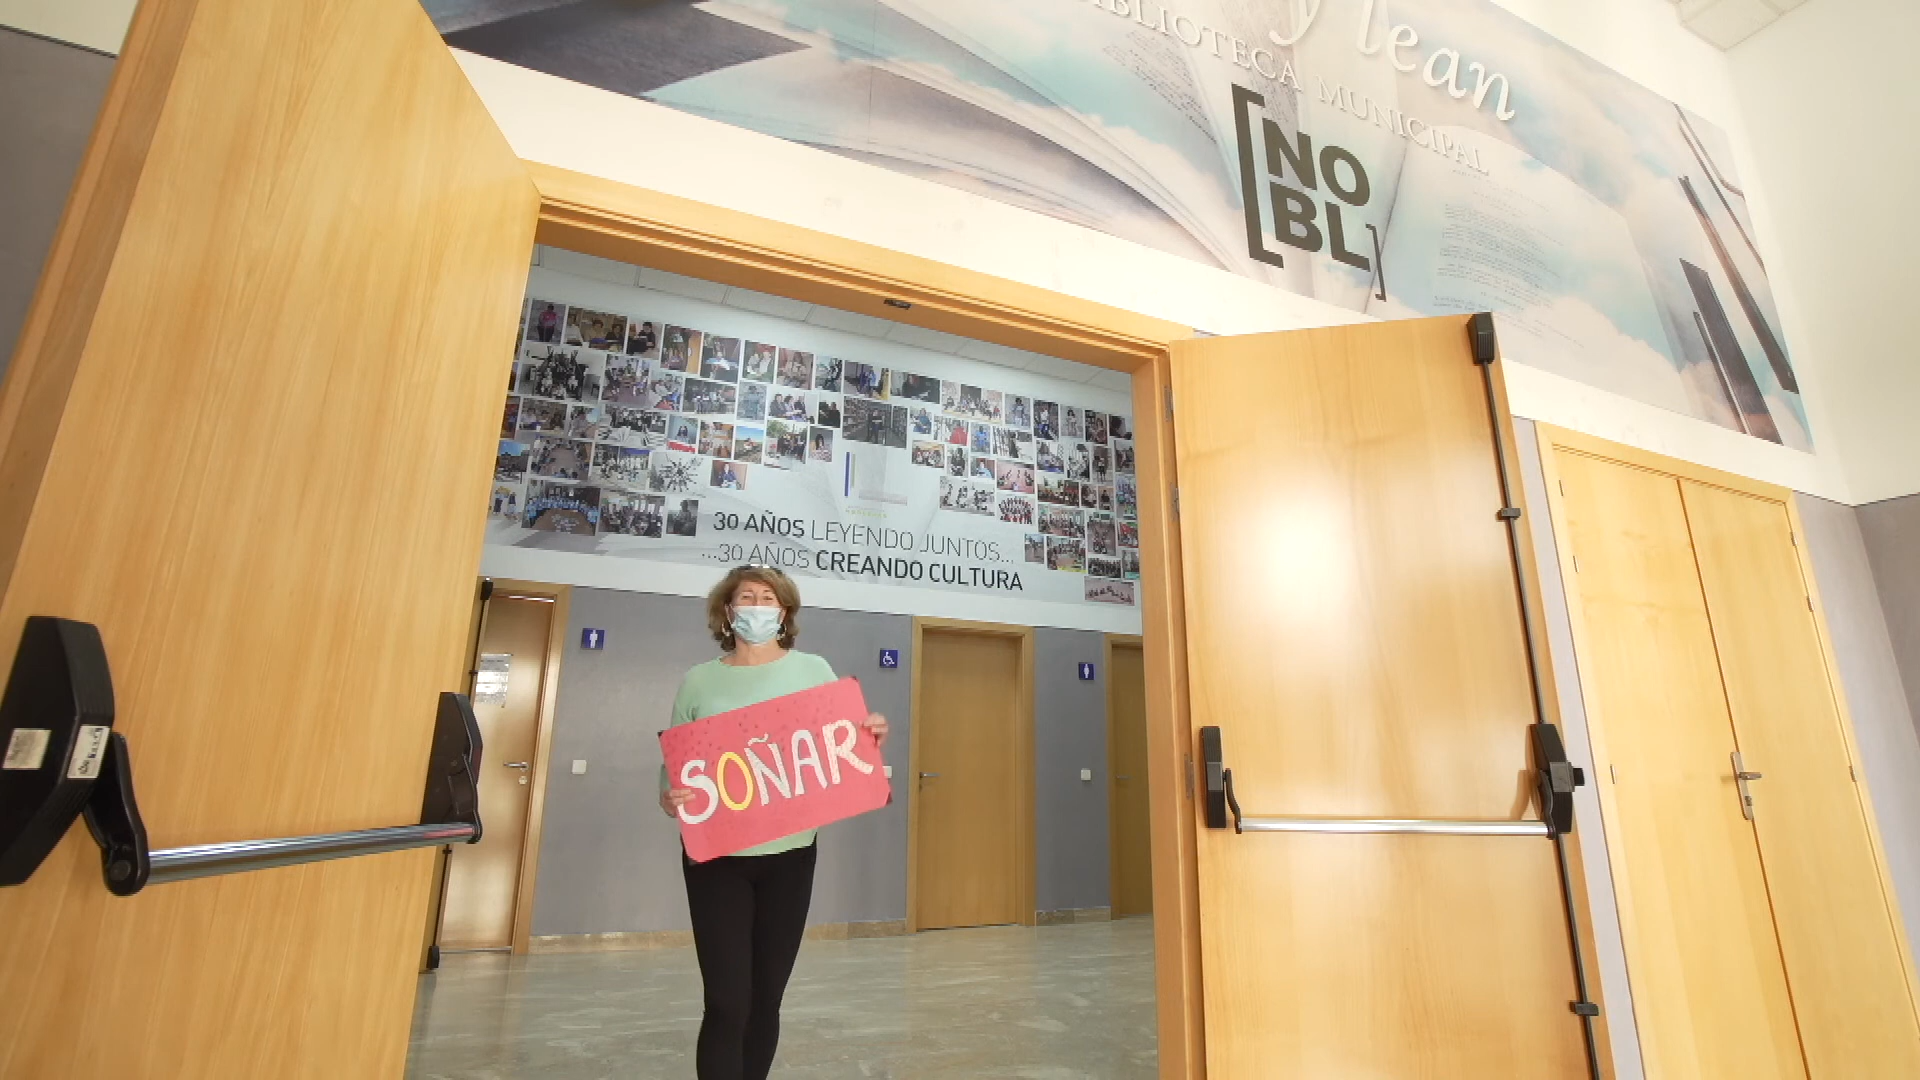 y lean
BIBLIOTECA MUNICIPAL
[NO
BL]
30 AÑOS LEYENDO JUNTOS...
...30 AÑOS CREANDO CULTURA
SOÑAR